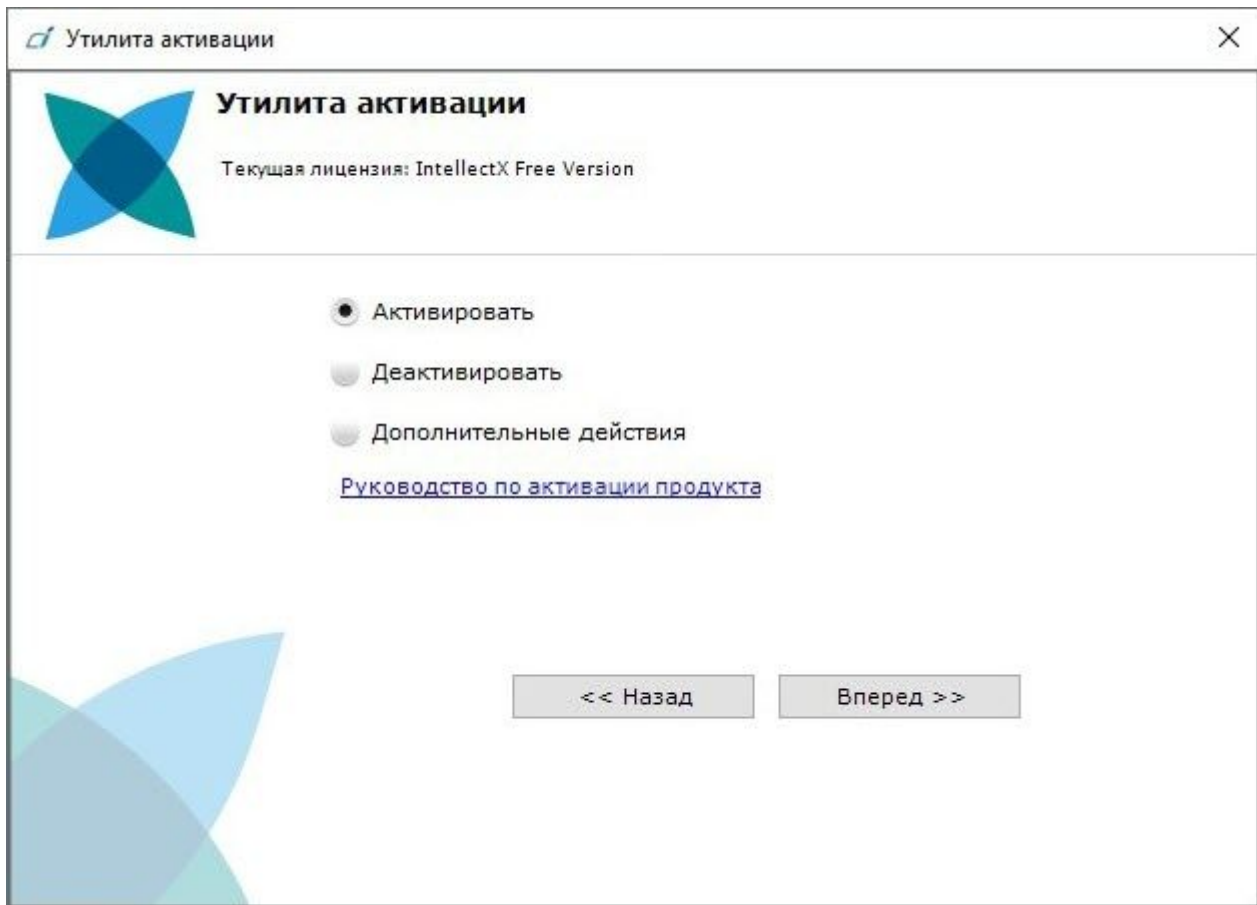 Утилита активации
Утилита активации
Текущая лицензия: IntellectX Free Version
Активировать
Деактивировать
Дополнительные действия
Руководство по активации продукта
<< Назад
Вперед >>